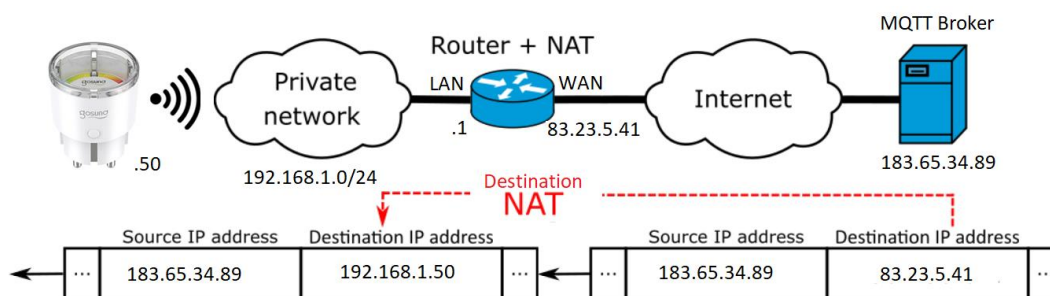 MQTT Broker
Router + NAT
gosund
gosund
Private
network
LAN
WAN
Internet
.50
.1
83.23.5.41
192.168.1.0/24
183.65.34.89
Destination
NAT
Source IP address
Destination IP address
Source IP address
Destination IP address
...
183.65.34.89
192.168.1.50
...
...
183.65.34.89
83.23.5.41
...